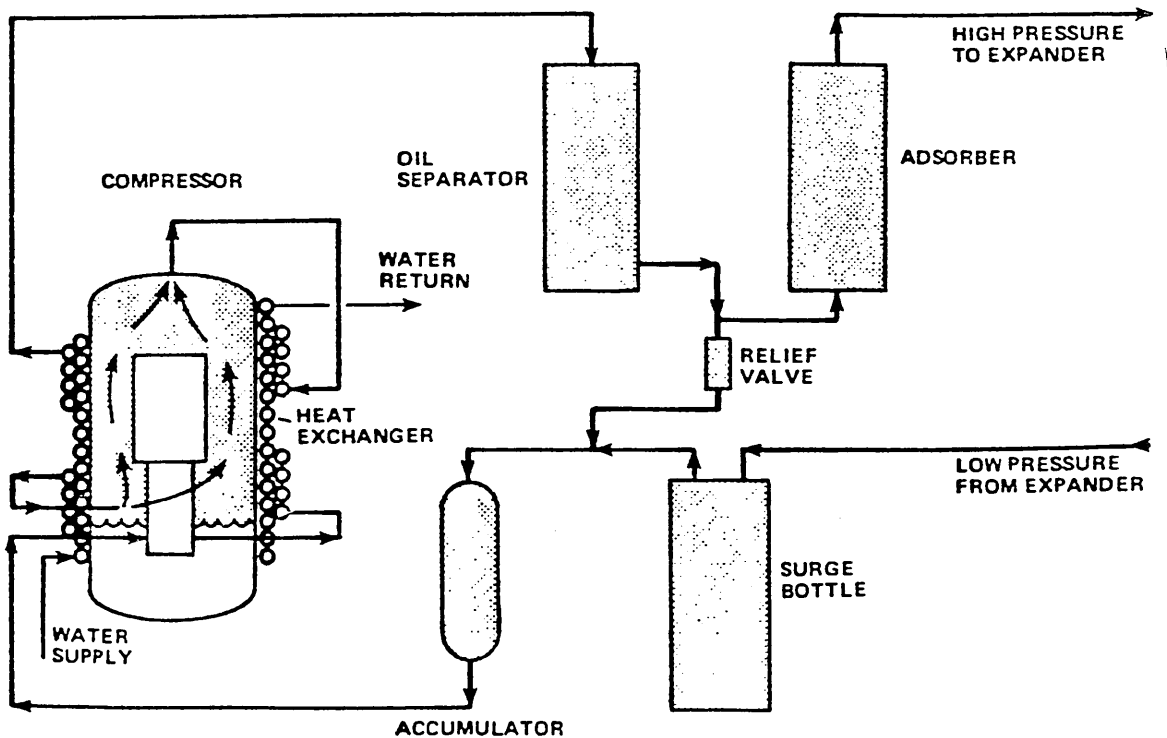 HIGH PRESSURE
TO EXPANDER
OIL
SEPARATOR
ADSORBER
COMPRESSOR
WATER
RETURN
RELIEF
VALVE
HEAT
EXCHANGER
LOW PRESSURE
FROM EXPANDER
SURGE
BOTTLE
WATER
SUPPLY
ACCUMULATOR